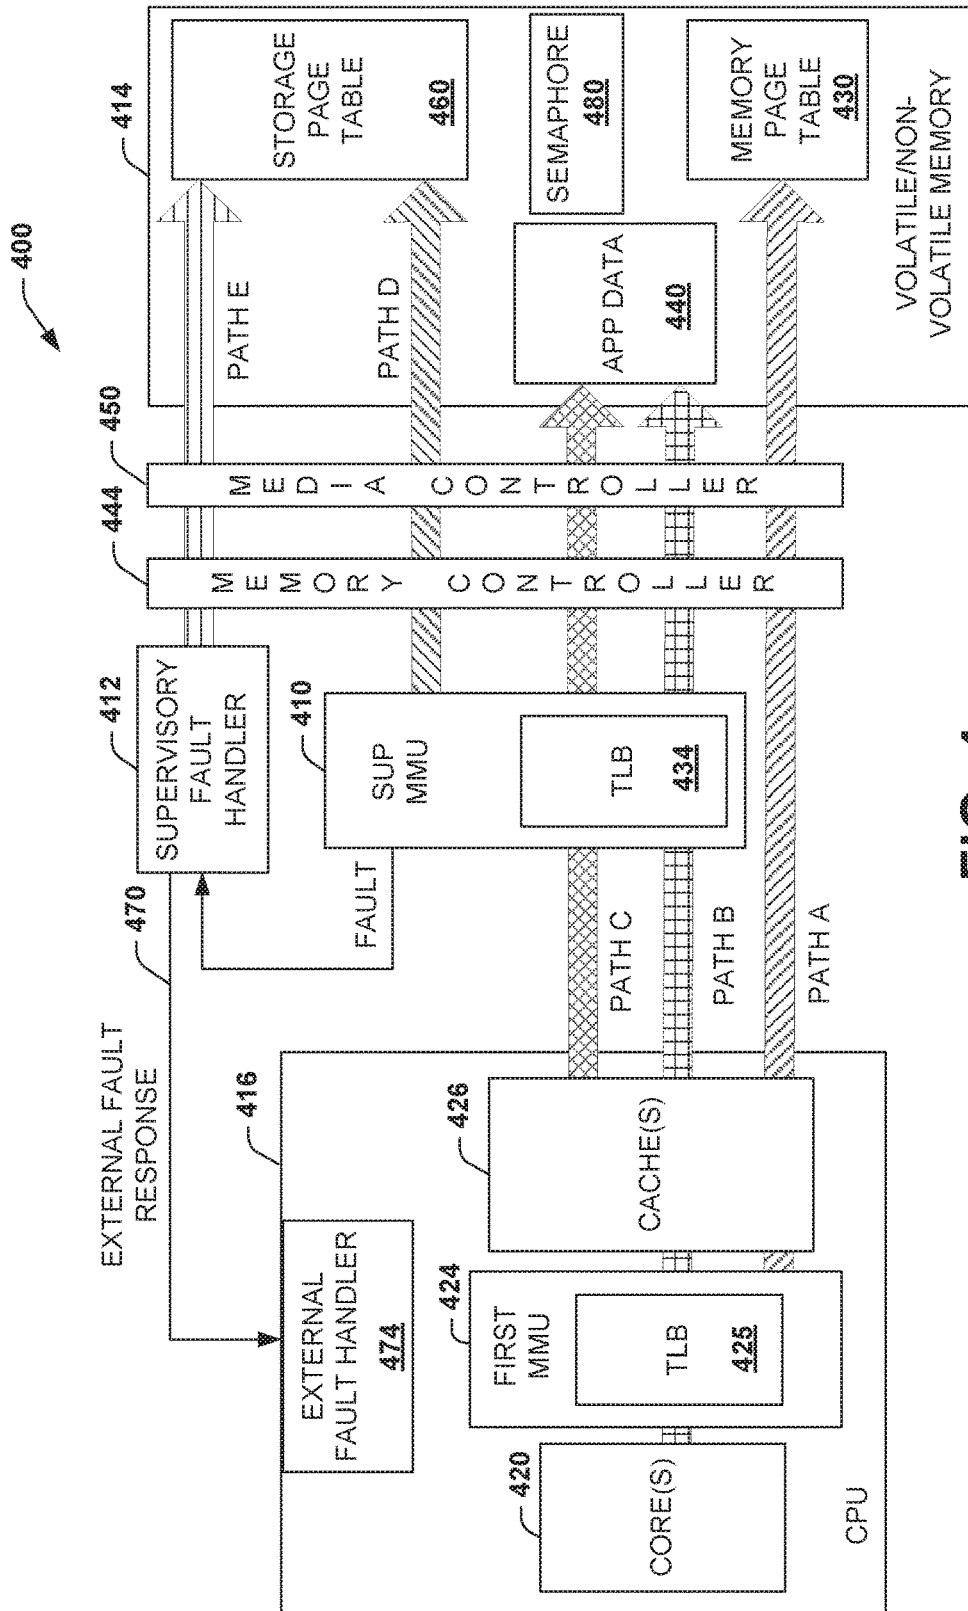 400
EXTERNAL FAULT
RESPONSE
470
412
444
450
414
SUPERVISORY
FAULT
HANDLER
416
EXTERNAL
FAULT HANDLER
474
FAULT
410
PATH E
STORAGE
PAGE
TABLE
460
PATH D
420
CORE(S)
424
FIRST
MMU
TLB
425
426
CACHE(S)
SUP
MMU
TLB
434
MEMORY CONTROLLER
MEDIA CONTROLLER
APP DATA
440
SEMAPHORE
480
PATH C
PATH B
PATH A
MEMORY
PAGE
TABLE
430
CPU
VOLATILE/NON-
VOLATILE MEMORY